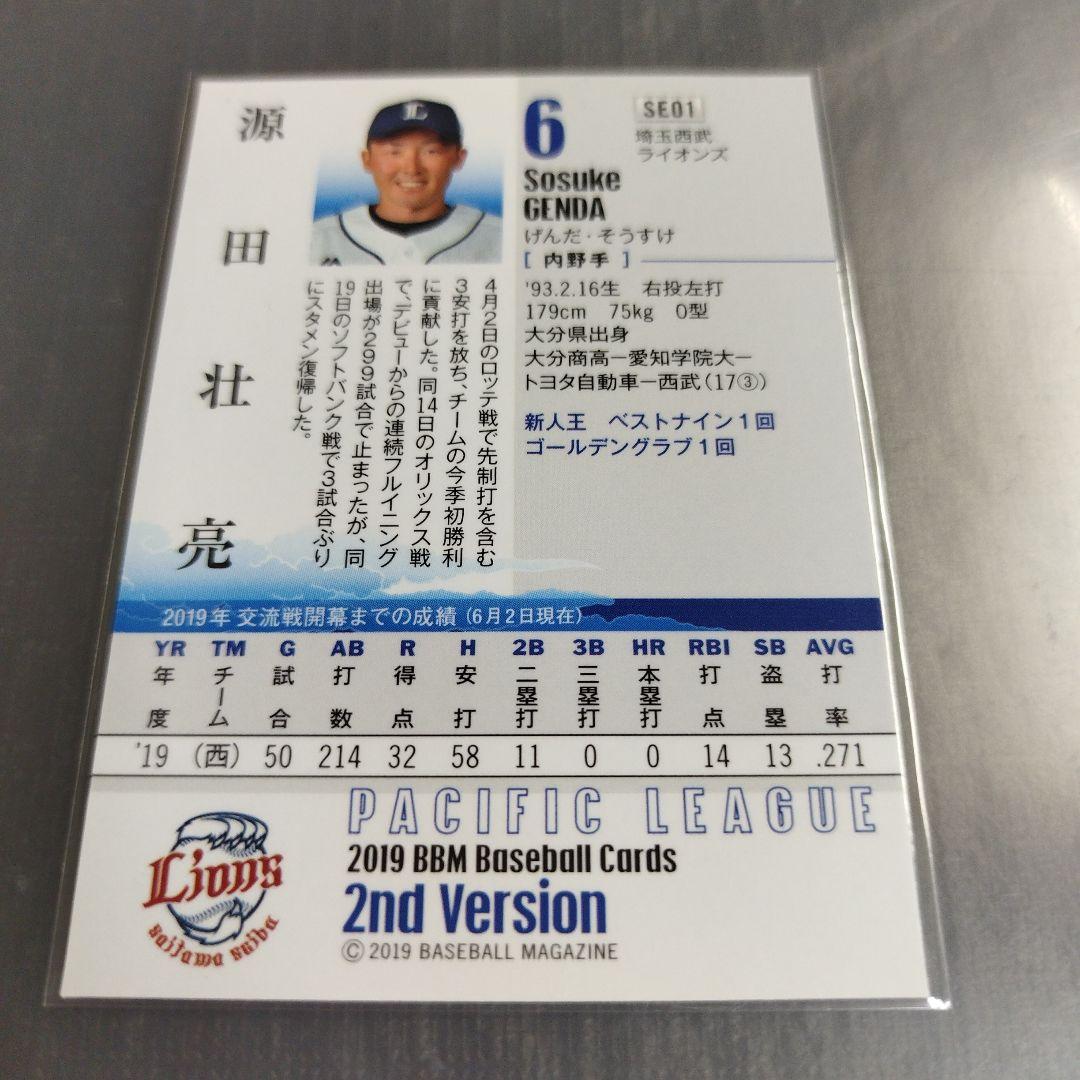 源田壮亮
L
6
SE01
埼玉西武
ライオンズ
Sosuke
GENDA
げんだ・そうすけ
[ 内野手 ]
'93.2.16生 右投左打
179cm 75kg O型
大分県出身
大分商高ー愛知学院大ー
トヨタ自動車ー西武(17③)
新人王 ベストナイン1回
ゴールデングラブ1回
4月2日のロッテ戦で先制打を含む
3安打を放ち、チームの今季初勝利
に貢献した。同14日のオリックス戦
で、デビューからの連続フルイニング
出場が299試合で止まったが、同
19日のソフトバンク戦で3試合ぶり
にスタメン復帰した。
2019年 交流戦開幕までの成績(6月2日現在)
YR TM G AB R H 2B 3B HR RBI SB AVG
年度 チーム 試合 打数 得点 安打 二塁打 三塁打 本塁打 打点 盗塁 打率
'19 (西) 50 214 32 58 11 0 0 14 13 .271
PACIFIC LEAGUE
2019 BBM Baseball Cards
2nd Version
© 2019 BASEBALL MAGAZINE
Lions
saitama seibu